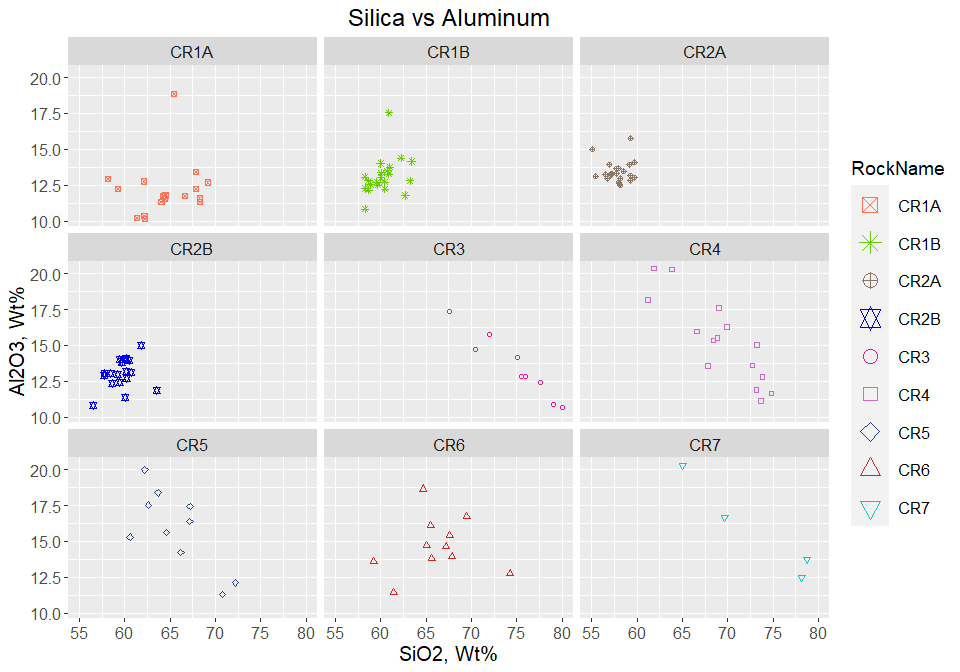 Silica vs Aluminum
CR1A CR1B CR2A
20.0
17.5
15.0
12.5
10.0
CR2B CR3 CR4
20.0
17.5
15.0
12.5
10.0
CR5 CR6 CR7
20.0
17.5
15.0
12.5
10.0
55 60 65 70 75 80 55 60 65 70 75 80 55 60 65 70 75 80
SiO2, Wt%
Al2O3, Wt%
RockName
CR1A
CR1B
CR2A
CR2B
CR3
CR4
CR5
CR6
CR7